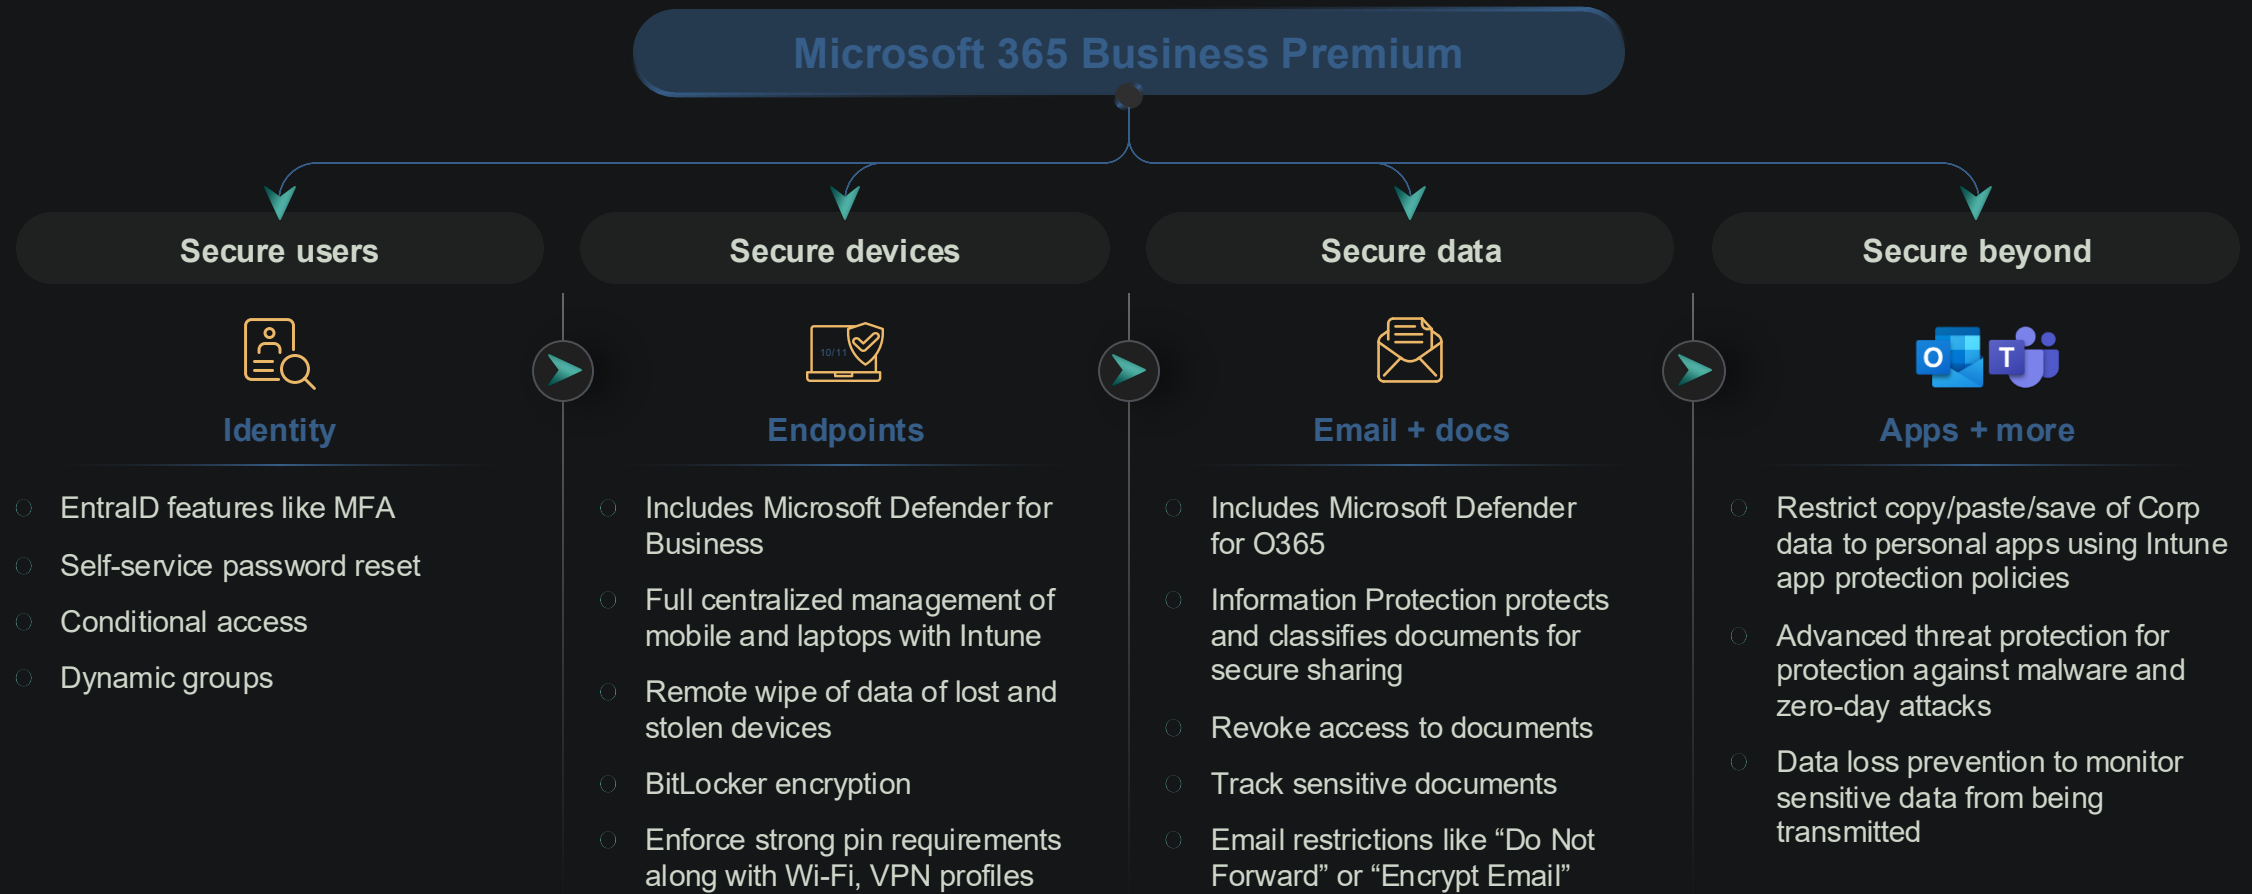 Microsoft 365 Business Premium
Secure users
Identity
EntraID features like MFA
Self-service password reset
Conditional access
Dynamic groups
Secure devices
10/11
Endpoints
Includes Microsoft Defender for
Business
Full centralized management of
mobile and laptops with Intune
Remote wipe of data of lost and
stolen devices
BitLocker encryption
Enforce strong pin requirements
along with Wi-Fi, VPN profiles
Secure data
Email + docs
Includes Microsoft Defender
for O365
Information Protection protects
and classifies documents for
secure sharing
Revoke access to documents
Track sensitive documents
Email restrictions like “Do Not
Forward” or “Encrypt Email”
Secure beyond
O
T
Apps + more
Restrict copy/paste/save of Corp
data to personal apps using Intune
app protection policies
Advanced threat protection for
protection against malware and
zero-day attacks
Data loss prevention to monitor
sensitive data from being
transmitted